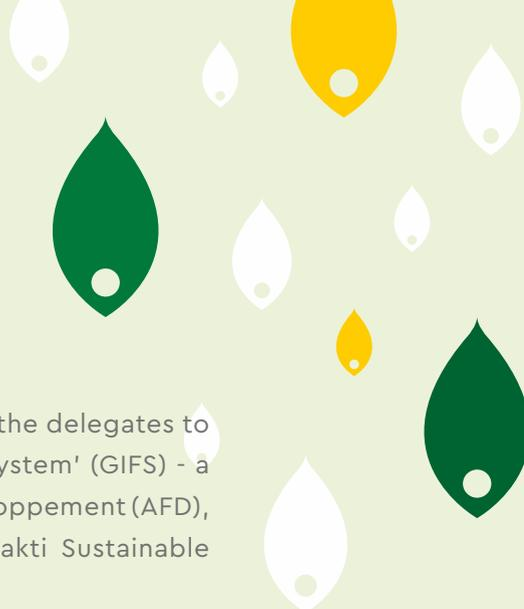 the delegates to
ystem' (GIFS) - a
oppement (AFD),
akti Sustainable